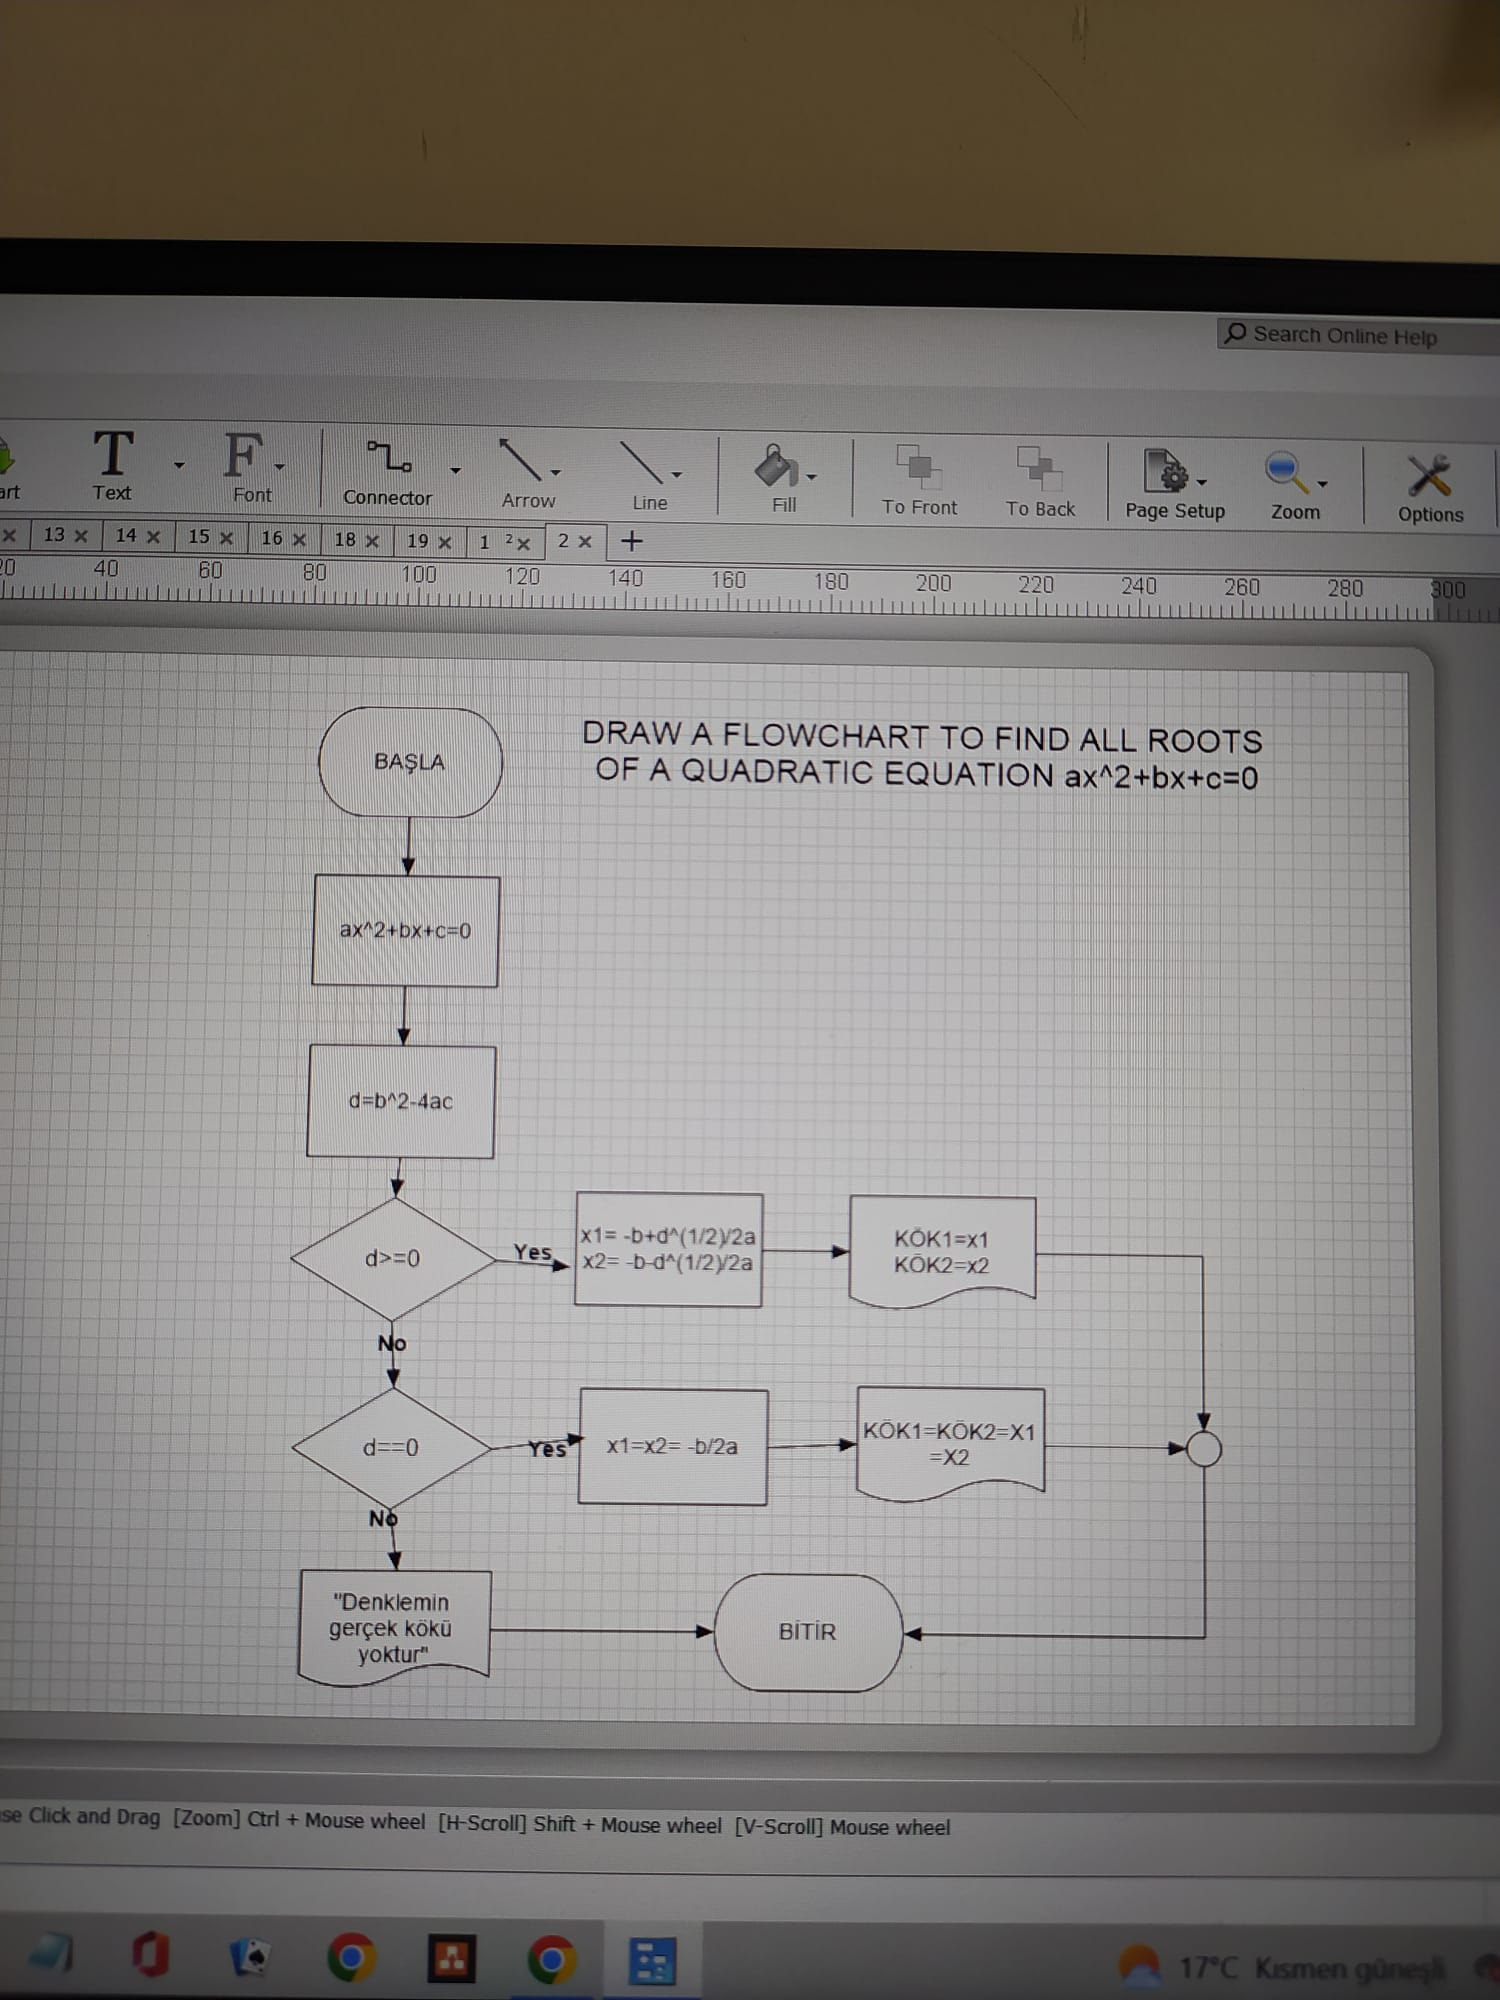 Search Online Help
art
Text
Font
Connector
Arrow
Line
Fill
To Front
To Back
Page Setup
Zoom
Options
13
14
15
16
18
19
1 ²
2
20 40 60 80 100 120 140 160 180 200 220 240 260 280 300
DRAW A FLOWCHART TO FIND ALL ROOTS
OF A QUADRATIC EQUATION ax^2+bx+c=0
BAŞLA
ax^2+bx+c=0
d=b^2-4ac
d>=0
Yes
x1= -b+d^(1/2)/2a
x2= -b-d^(1/2)/2a
KÖK1=x1
KÖK2=x2
No
d==0
Yes
x1=x2= -b/2a
KÖK1=KÖK2=X1
=X2
No
"Denklemin
gerçek kökü
yoktur"
BİTİR
se Click and Drag [Zoom] Ctrl + Mouse wheel [H-Scroll] Shift + Mouse wheel [V-Scroll] Mouse wheel
17°C Kısmen güneşli